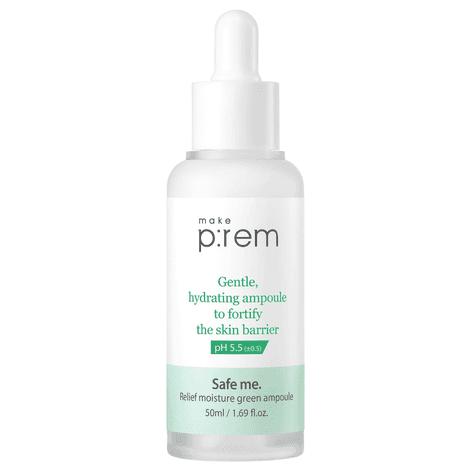 make
p:rem
Gentle,
hydrating ampoule
to fortify
the skin barrier
pH 5.5 (±0.5)
Safe me.
Relief moisture green ampoule
50ml / 1.69 fl.oz.